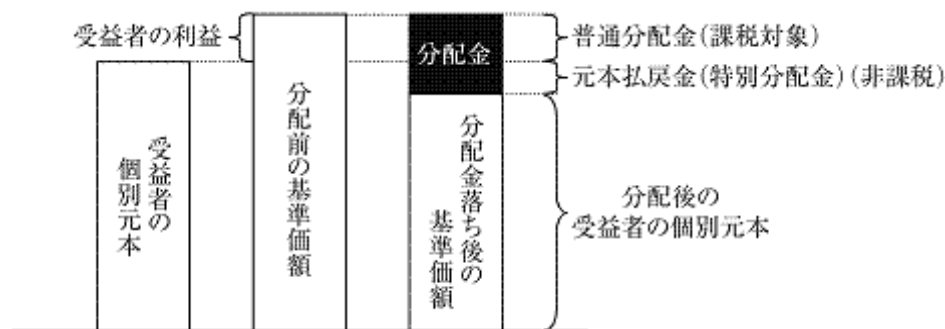 受益者の利益
受益者の
個別元本
分配前の基準価額
分配金
分配金落ち後の
基準価額
普通分配金(課税対象)
元本払戻金(特別分配金)(非課税)
分配後の
受益者の個別元本